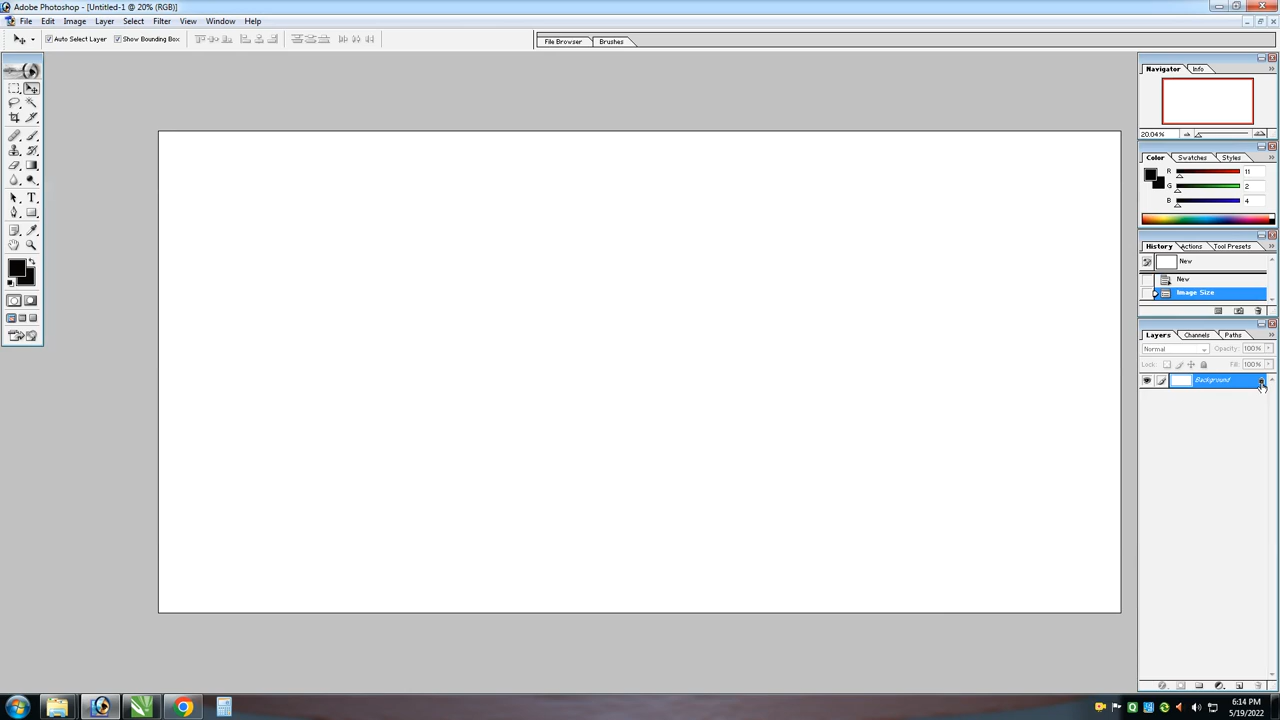 Adobe Photoshop - [Untitled-1 @ 20% (RGB)]
File Edit Image Layer Select Filter View Window Help
Auto Select Layer Show Bounding Box File Browser Brushes
Navigator Info
20.04%
Color Swatches Styles
R 11
G 2
B 4
History Actions Tool Presets
New
New
Image Size
Layers Channels Paths
Normal Opacity: 100%
Lock: Fill: 100%
Background
6:14 PM
5/19/2022